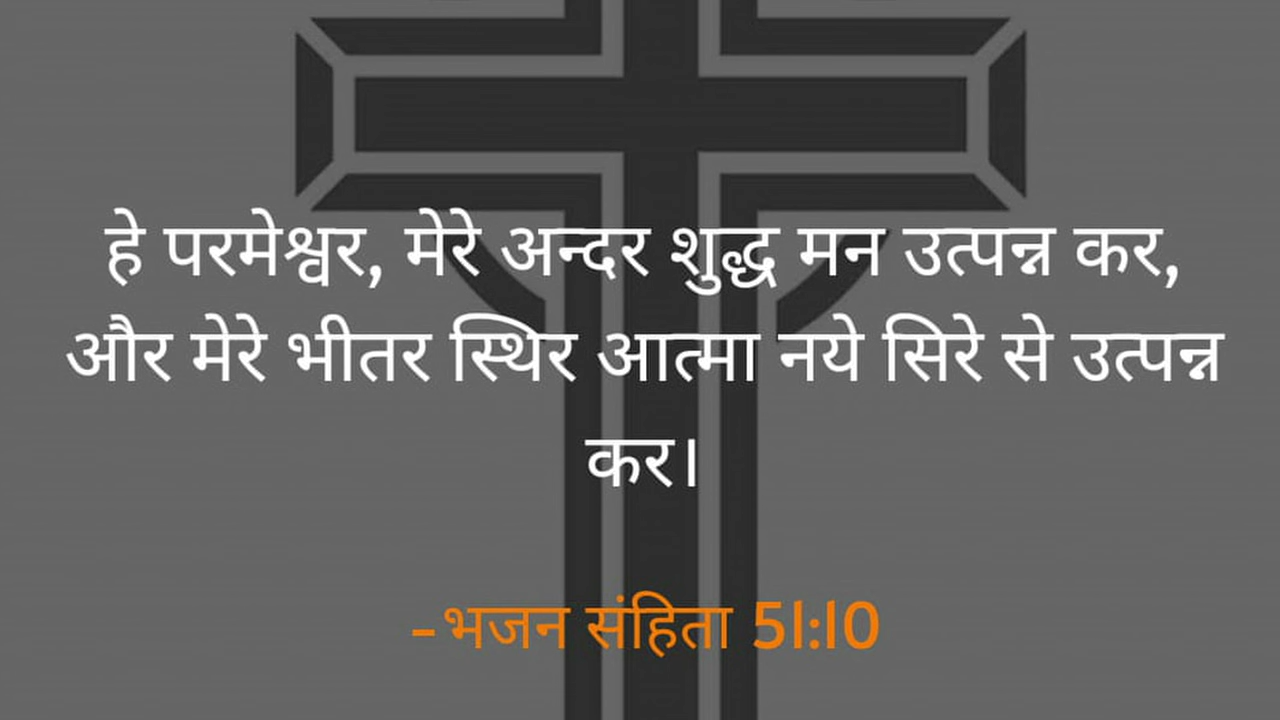 हे परमेश्वर, मेरे अन्दर शुद्ध मन उत्पन्न कर,
और मेरे भीतर स्थिर आत्मा नये सिरे से उत्पन्न
कर।
-भजन संहिता 51:10